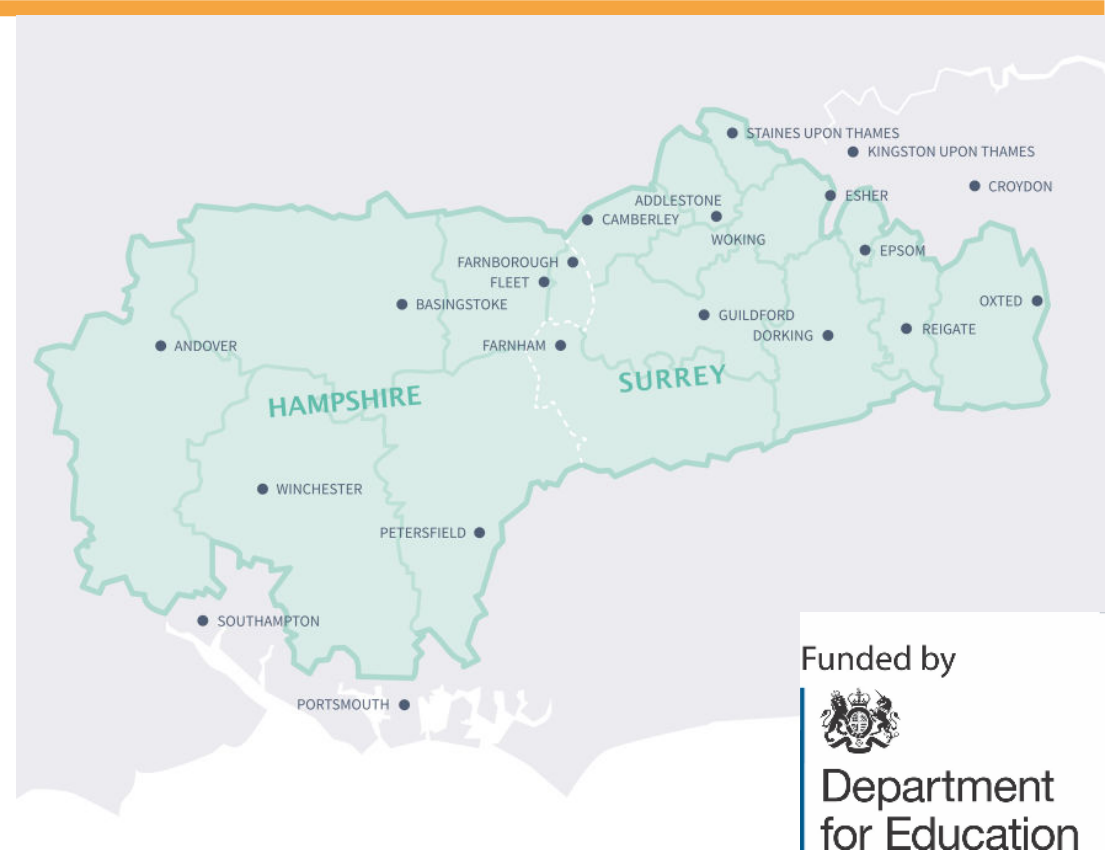 STAINES UPON THAMES
KINGSTON UPON THAMES
CROYDON
ESHER
ADDLESTONE
CAMBERLEY
WOKING
EPSOM
FARNBOROUGH
FLEET
OXTED
BASINGSTOKE
GUILDFORD
REIGATE
DORKING
ANDOVER
FARNHAM
SURREY
HAMPSHIRE
WINCHESTER
PETERSFIELD
SOUTHAMPTON
PORTSMOUTH
Funded by
Department
for Education